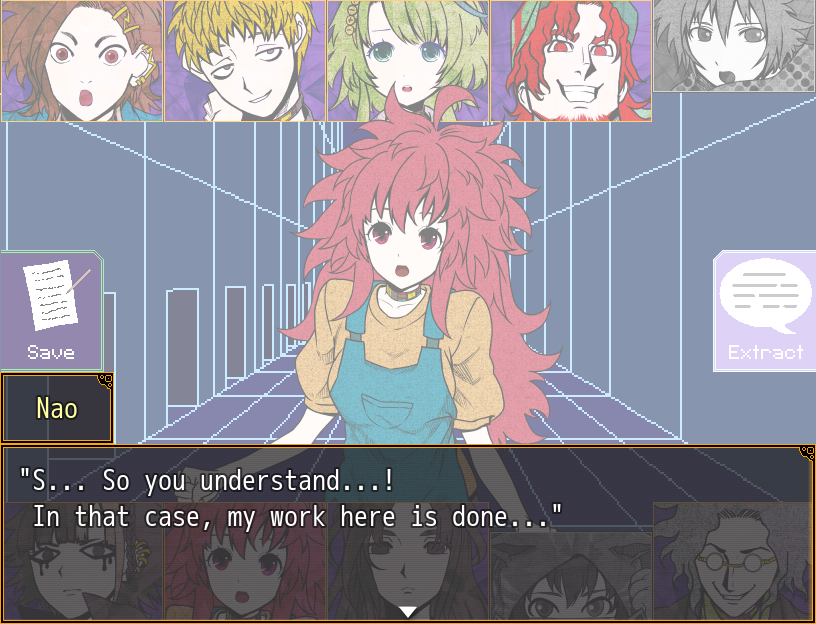 Save
Extract
Nao
"S... So you understand...!
In that case, my work here is done..."